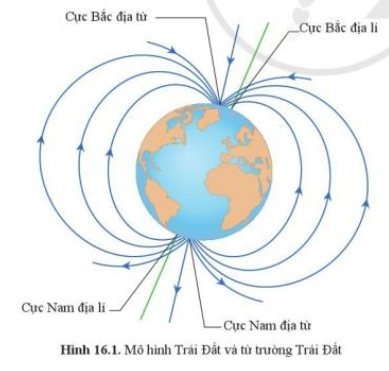 Cực Bắc địa từ
Cực Bắc địa lí
Cực Nam địa lí
Cực Nam địa từ
Hình 16.1. Mô hình Trái Đất và từ trường Trái Đất